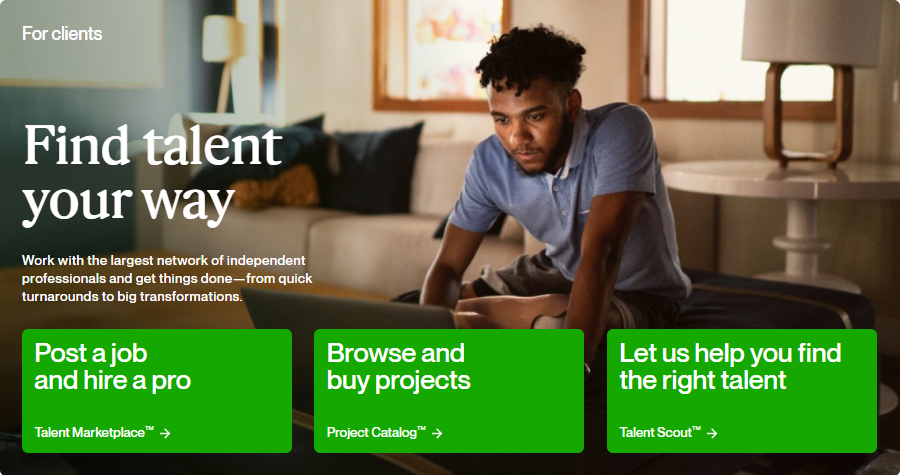 For clients
Find talent
your way
Work with the largest network of independent
professionals and get things done—from quick
turnarounds to big transformations.
Post a job
and hire a pro
Talent Marketplace™ →
Browse and
buy projects
Project Catalog™ →
Let us help you find
the right talent
Talent Scout™ →